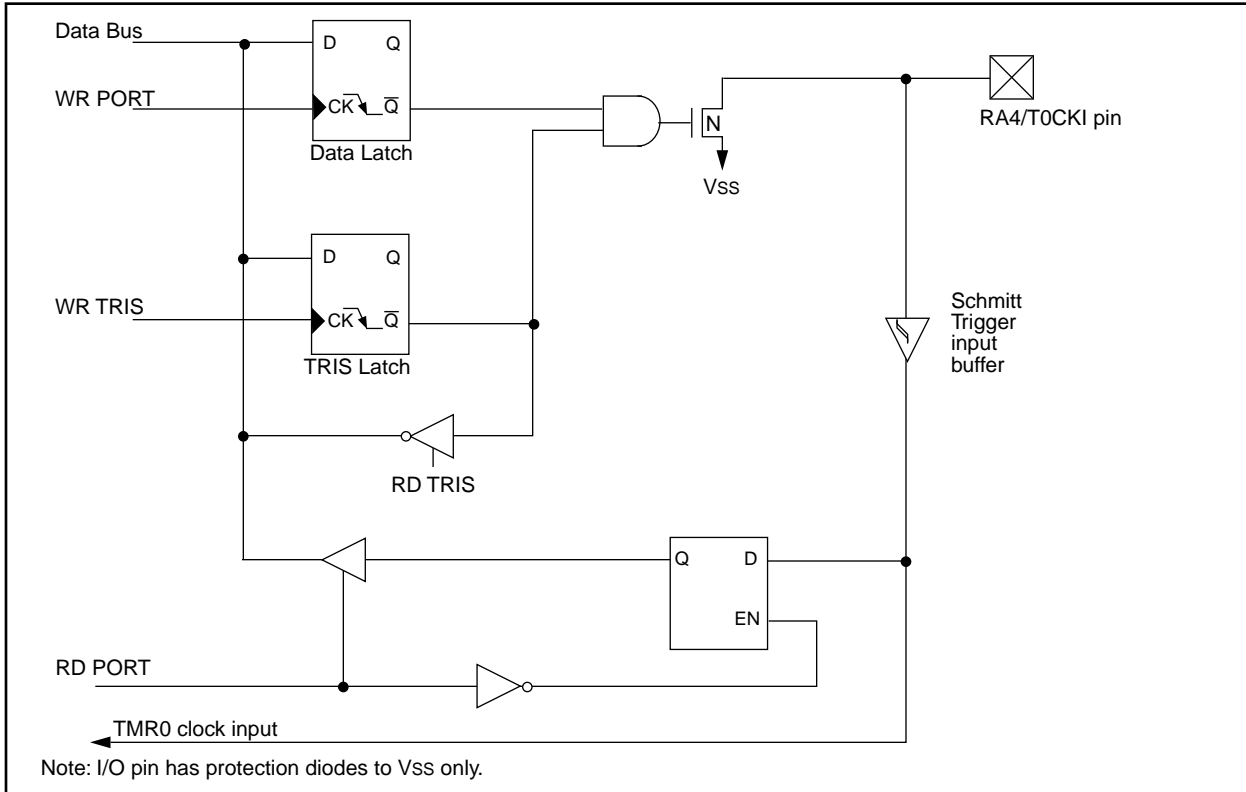 Data Bus
D Q
WR PORT
CK Q
Data Latch
N
VSS
RA4/T0CKI pin
D Q
WR TRIS
CK Q
TRIS Latch
Schmitt
Trigger
input
buffer
RD TRIS
Q D
EN
RD PORT
TMR0 clock input
Note: I/O pin has protection diodes to VSS only.